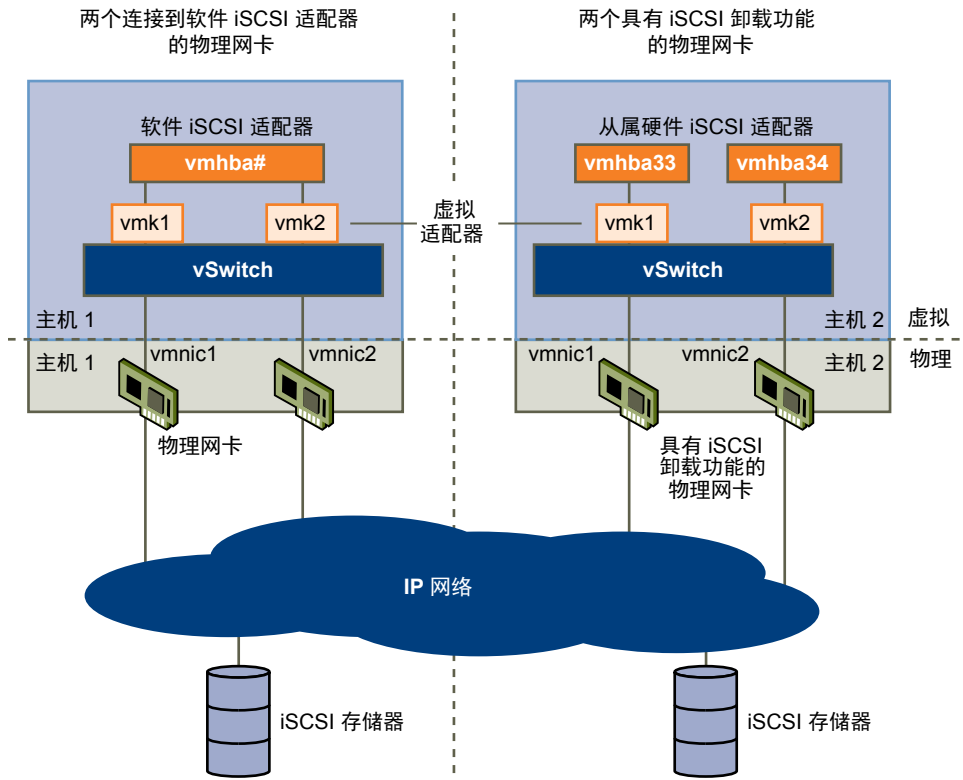 两个连接到软件 iSCSI 适配器
的物理网卡
两个具有 iSCSI 卸载功能
的物理网卡
软件 iSCSI 适配器
vmhba#
vmk1
vmk2
vSwitch
主机 1
虚拟
适配器
从属硬件 iSCSI 适配器
vmhba33
vmhba34
vmk1
vmk2
vSwitch
主机 2
虚拟
主机 1
vmnic1
vmnic2
物理网卡
vmnic1
vmnic2
主机 2
物理
具有 iSCSI
卸载功能的
物理网卡
IP 网络
iSCSI 存储器
iSCSI 存储器